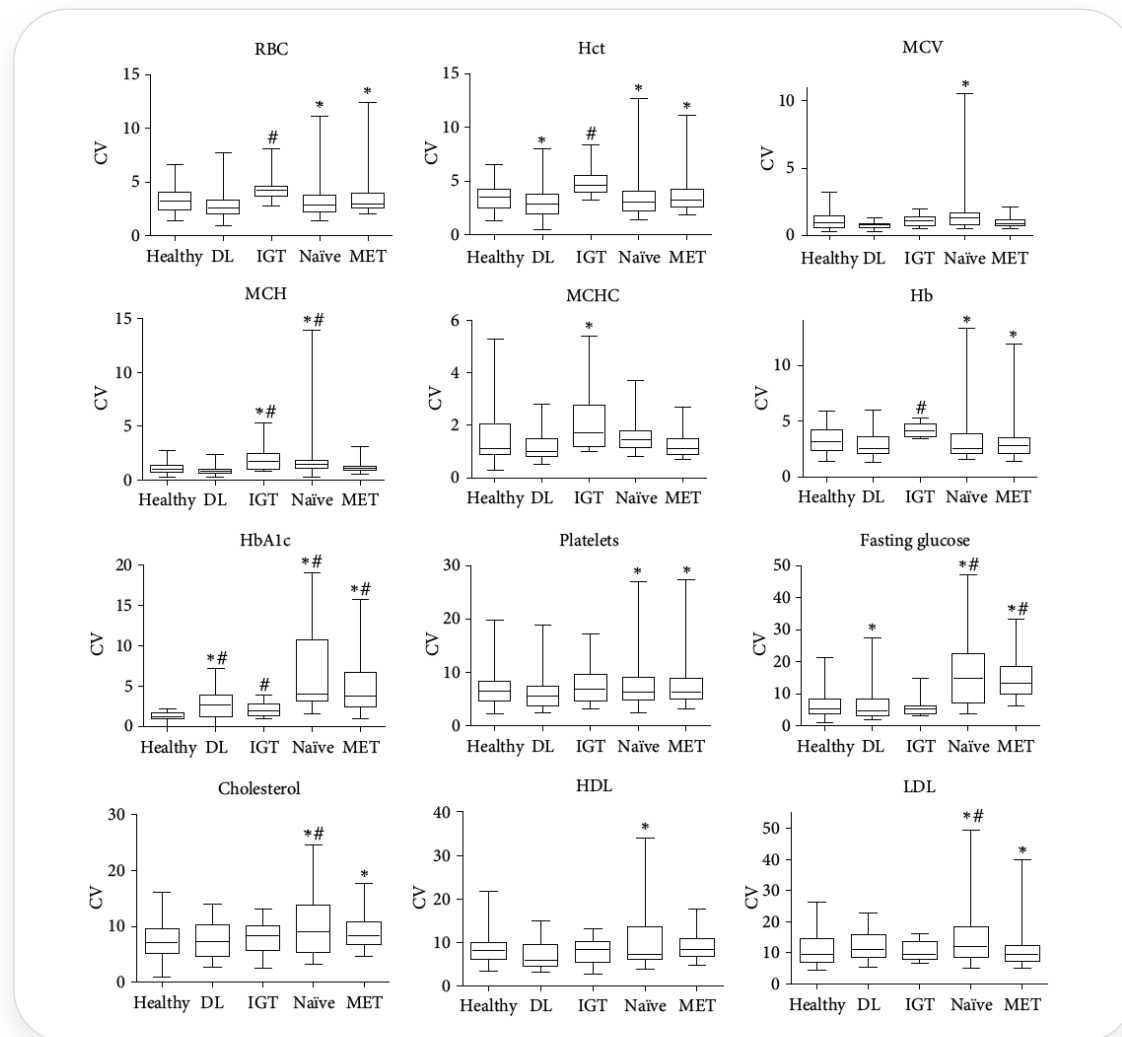 RBC
15
10
5
0
CV
#
*
*
Healthy DL IGT Naïve MET
Hct
15
10
5
0
CV
*
#
*
*
Healthy DL IGT Naïve MET
MCV
10
5
0
CV
*
Healthy DL IGT Naïve MET
MCH
15
10
5
0
CV
*#
*#
Healthy DL IGT Naïve MET
MCHC
6
4
2
0
CV
*
Healthy DL IGT Naïve MET
Hb
10
5
0
CV
#
*
*
Healthy DL IGT Naïve MET
HbA1c
20
15
10
5
0
CV
*#
#
*#
*#
Healthy DL IGT Naïve MET
Platelets
30
20
10
0
CV
*
*
Healthy DL IGT Naïve MET
Fasting glucose
50
40
30
20
10
0
CV
*
*#
*#
Healthy DL IGT Naïve MET
Cholesterol
30
20
10
0
CV
*#
*
Healthy DL IGT Naïve MET
HDL
40
30
20
10
0
CV
*
Healthy DL IGT Naïve MET
LDL
50
40
30
20
10
0
CV
*#
*
Healthy DL IGT Naïve MET